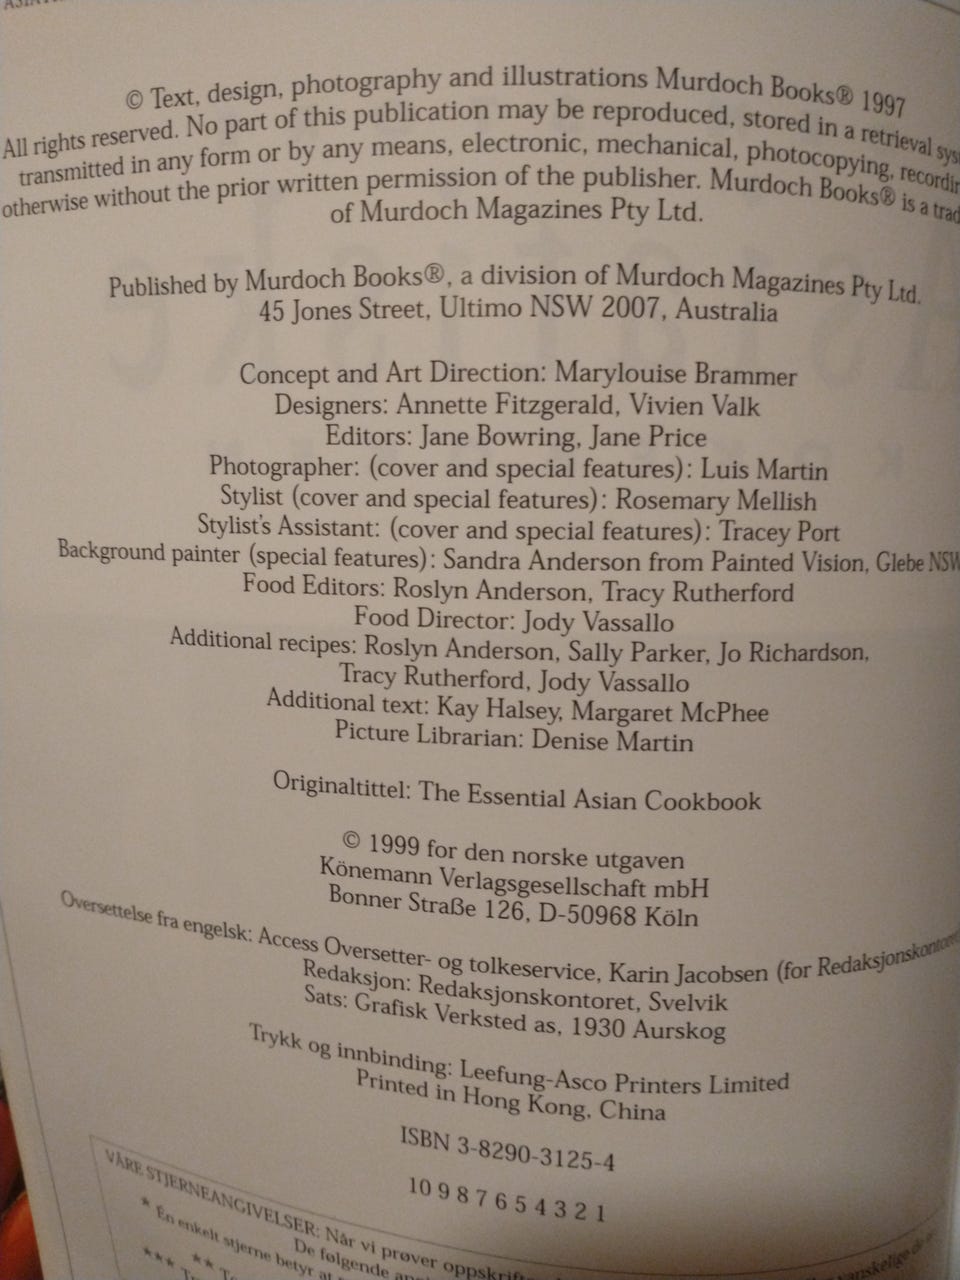 © Text, design, photography and illustrations Murdoch Books® 1997
All rights reserved. No part of this publication may be reproduced, stored in a retrieval
transmitted in any form or by any means, electronic, mechanical, photocopying,
otherwise without the prior written permission of the publisher. Murdoch Books® is a
of Murdoch Magazines Pty Ltd.
Published by Murdoch Books®, a division of Murdoch Magazines Pty Ltd.
45 Jones Street, Ultimo NSW 2007, Australia
Concept and Art Direction: Marylouise Brammer
Designers: Annette Fitzgerald, Vivien Valk
Editors: Jane Bowring, Jane Price
Photographer: (cover and special features): Luis Martin
Stylist (cover and special features): Rosemary Mellish
Stylist's Assistant: (cover and special features): Tracey Port
Background painter (special features): Sandra Anderson from Painted Vision, Glebe NSW
Food Editors: Roslyn Anderson, Tracy Rutherford
Food Director: Jody Vassallo
Additional recipes: Roslyn Anderson, Sally Parker, Jo Richardson,
Tracy Rutherford, Jody Vassallo
Additional text: Kay Halsey, Margaret McPhee
Picture Librarian: Denise Martin
Originaltittel: The Essential Asian Cookbook
© 1999 for den norske utgaven
Könemann Verlagsgesellschaft mbH
Bonner Straße 126, D-50968 Köln
Oversettelse fra engelsk: Access Oversetter- og tolkeservice, Karin Jacobsen (for Redaksjonskontoret
Redaksjon: Redaksjonskontoret, Svelvik
Sats: Grafisk Verksted as, 1930 Aurskog
Trykk og innbinding: Leefung-Asco Printers Limited
Printed in Hong Kong, China
ISBN 3-8290-3125-4
10 9 8 7 6 5 4 3 2 1
VÅRE STJERNEANGIVELSER: Når vi prøver
De følgende
* En enkelt stjerne betyr at
**
***